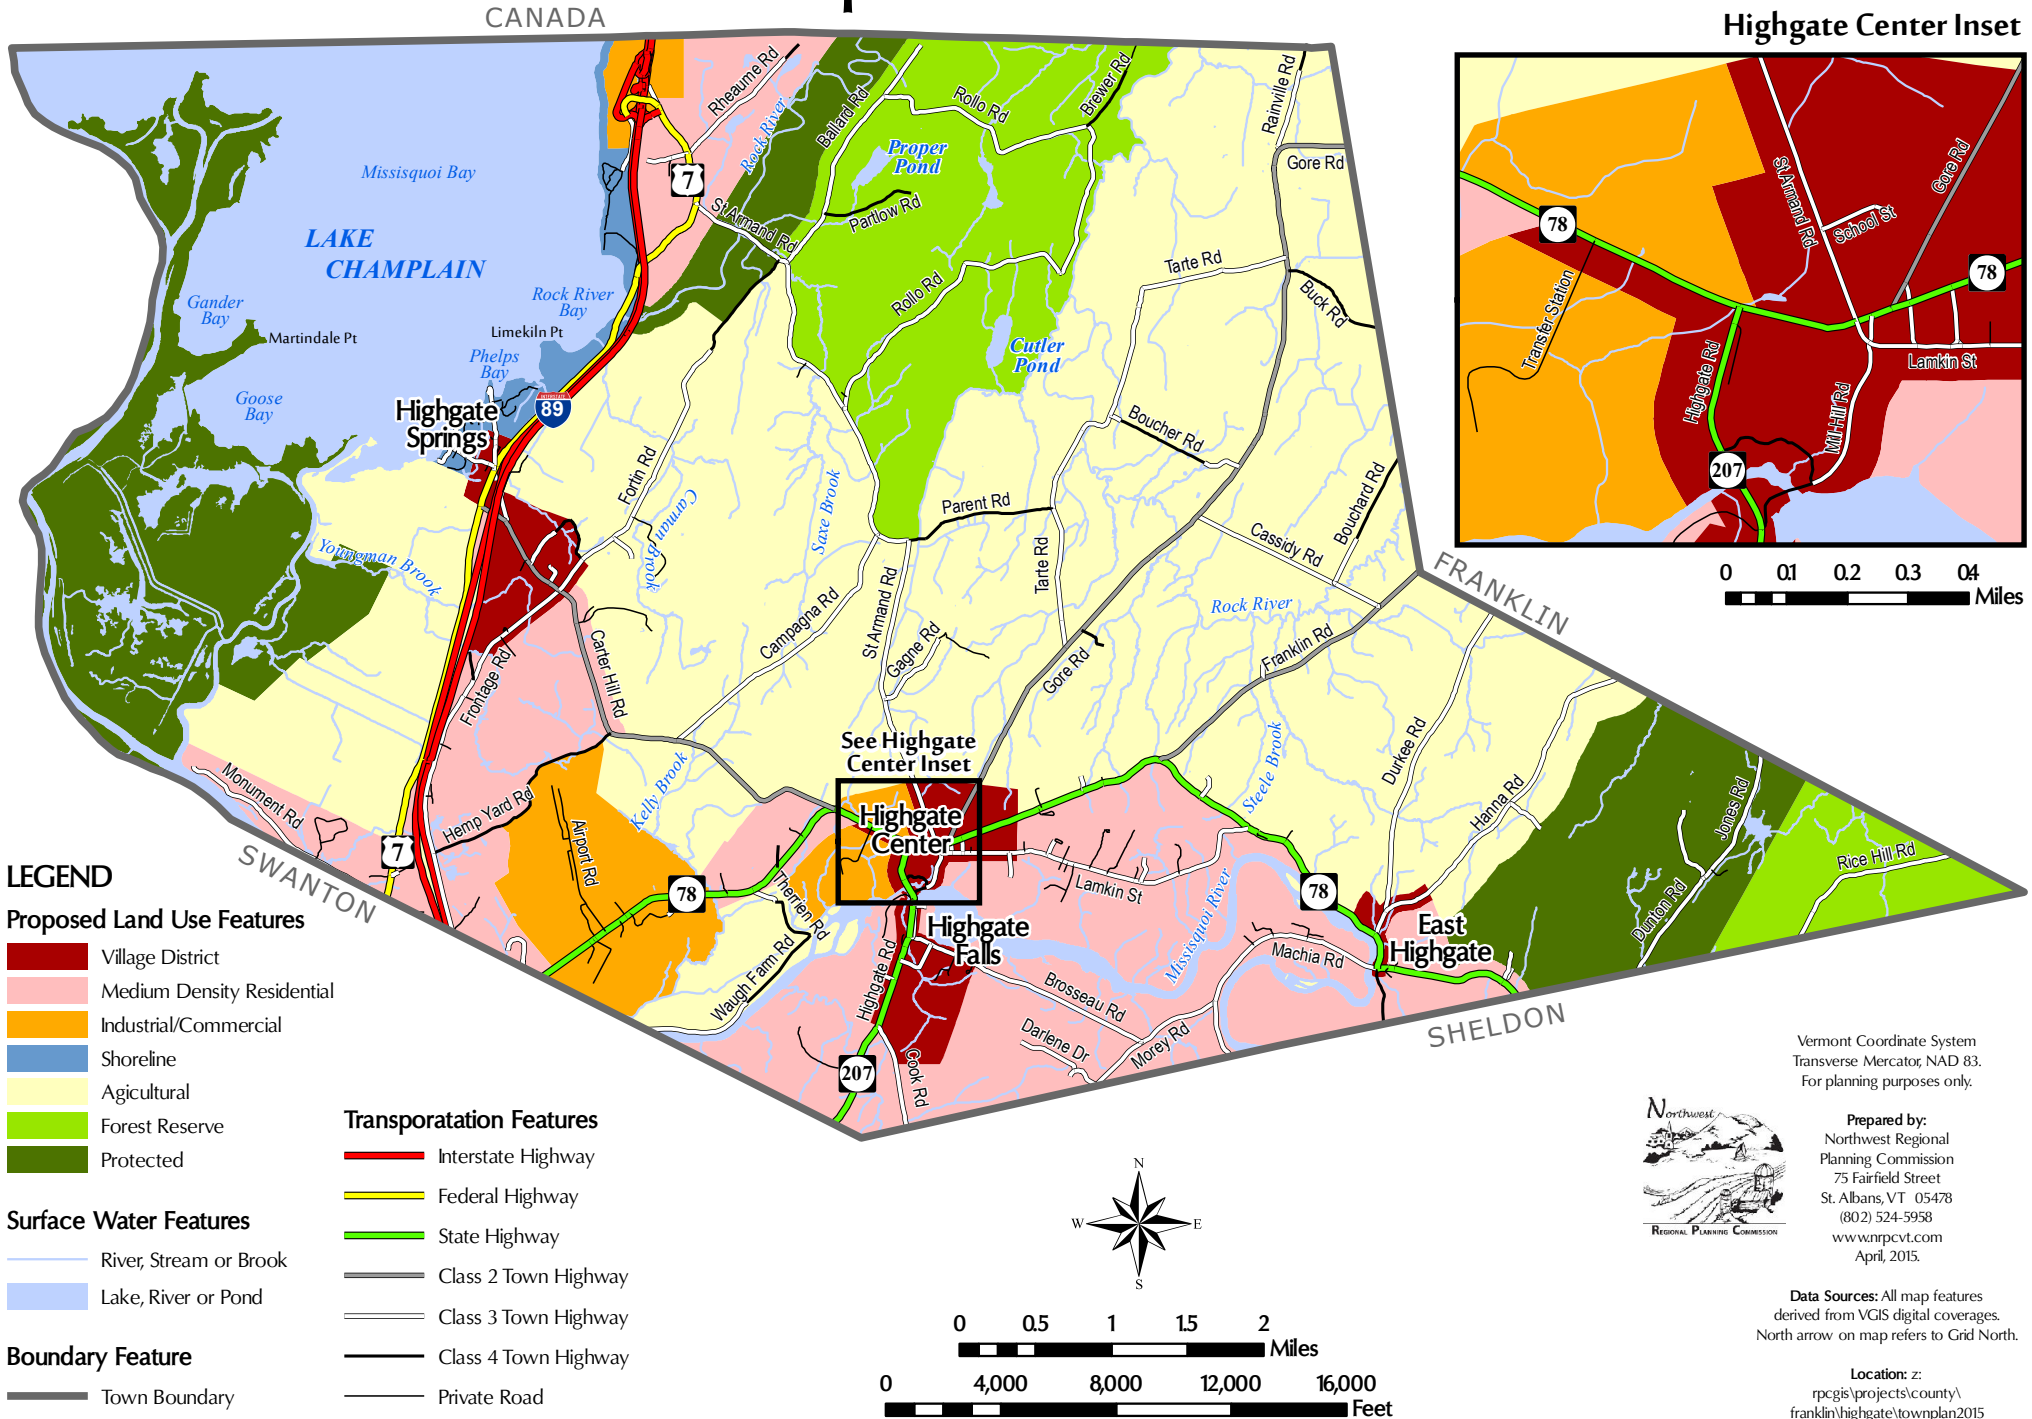 CANADA
Highgate Center Inset
Rheaume Rd
Rock River
Ballard Rd
Rollo Rd
Brewer Rd
Rainville Rd
Gore Rd
Proper
Pond
Missisquoi Bay
7
Partlow Rd
St Armand Rd
LAKE
CHAMPLAIN
Tarte Rd
Buck Rd
Rollo Rd
Rock River
Bay
Gander
Bay
Limekiln Pt
Martindale Pt
Phelps
Bay
Cutler
Pond
Goose
Bay
INTERSTATE
89
Highgate
Springs
Boucher Rd
Fortin Rd
Carman Brook
Saxe Brook
Parent Rd
Bouchard Rd
Cassidy Rd
Youngman Brook
Tarte Rd
Campagna Rd
St Armand Rd
Gagne Rd
Rock River
Gore Rd
Franklin Rd
FRANKLIN
Carter Hill Rd
Frontage Rd
See Highgate
Center Inset
Steele Brook
Durkee Rd
Hanna Rd
Jones Rd
Monument Rd
Hemp Yard Rd
Kelly Brook
Airport Rd
Highgate
Center
7
78
Therrien Rd
Lamkin St
Missisquoi River
78
Rice Hill Rd
Dunton Rd
SWANTON
Highgate
Falls
East
Highgate
Machia Rd
Waugh Farm Rd
Highgate Rd
Brosseau Rd
Darlene Dr
Morey Rd
SHELDON
207
Cook Rd
78
St Armand Rd
School St
Gore Rd
78
Transfer Station
Highgate Rd
Lamkin St
Mill Hill Rd
207
0 0.1 0.2 0.3 0.4
Miles
LEGEND
Proposed Land Use Features
Village District
Medium Density Residential
Industrial/Commercial
Shoreline
Agicultural
Forest Reserve
Protected
Surface Water Features
River, Stream or Brook
Lake, River or Pond
Boundary Feature
Town Boundary
Transporatation Features
Interstate Highway
Federal Highway
State Highway
Class 2 Town Highway
Class 3 Town Highway
Class 4 Town Highway
Private Road
N
W E
S
0 0.5 1 1.5 2
Miles
0 4,000 8,000 12,000 16,000
Feet
Vermont Coordinate System
Transverse Mercator, NAD 83.
For planning purposes only.
Northwest
REGIONAL PLANNING COMMISSION
Prepared by:
Northwest Regional
Planning Commission
75 Fairfield Street
St. Albans, VT 05478
(802) 524-5958
www.nrpcvt.com
April, 2015.
Data Sources: All map features
derived from VGIS digital coverages.
North arrow on map refers to Grid North.
Location: z:
rpcgis\projects\county\
franklin\highgate\townplan2015